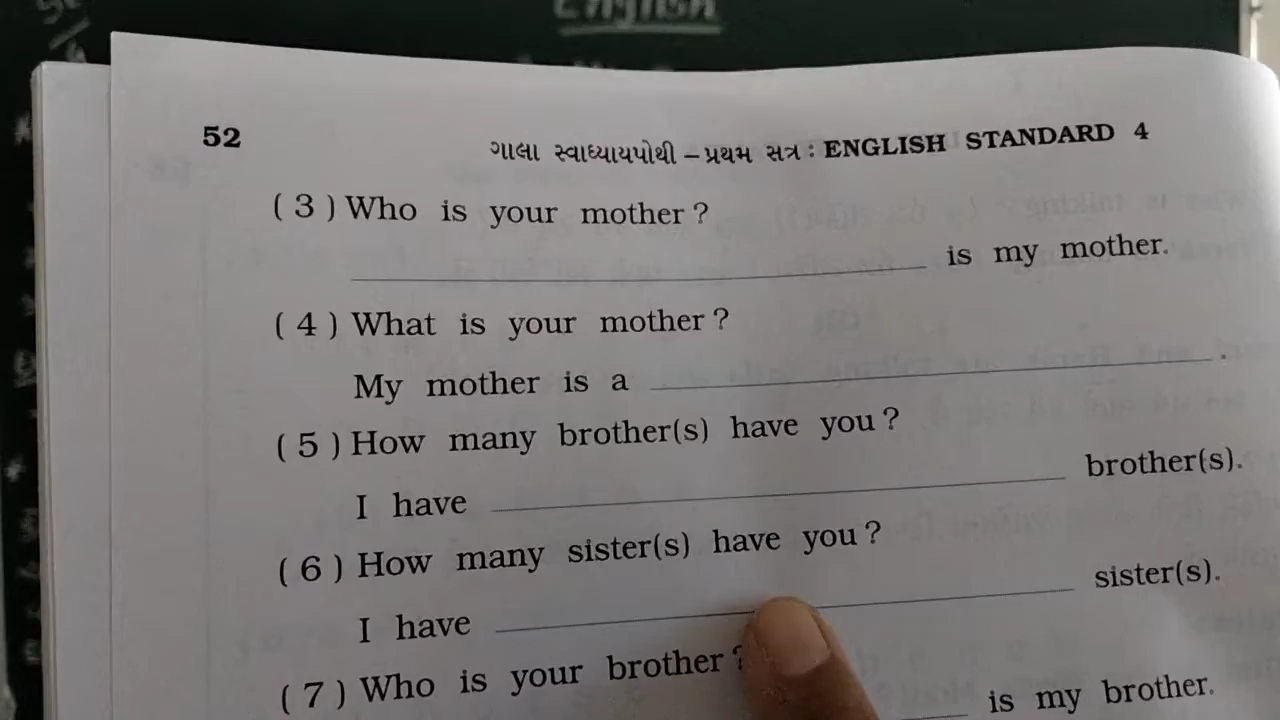 English
52
ગાલા સ્વાધ્યાયપોથી – પ્રથમ સત્ર : ENGLISH STANDARD 4
( 3 ) Who is your mother ?
is my mother.
( 4 ) What is your mother ?
My mother is a .
( 5 ) How many brother(s) have you ?
I have brother(s).
( 6 ) How many sister(s) have you ?
I have sister(s).
( 7 ) Who is your brother ?
is my brother.